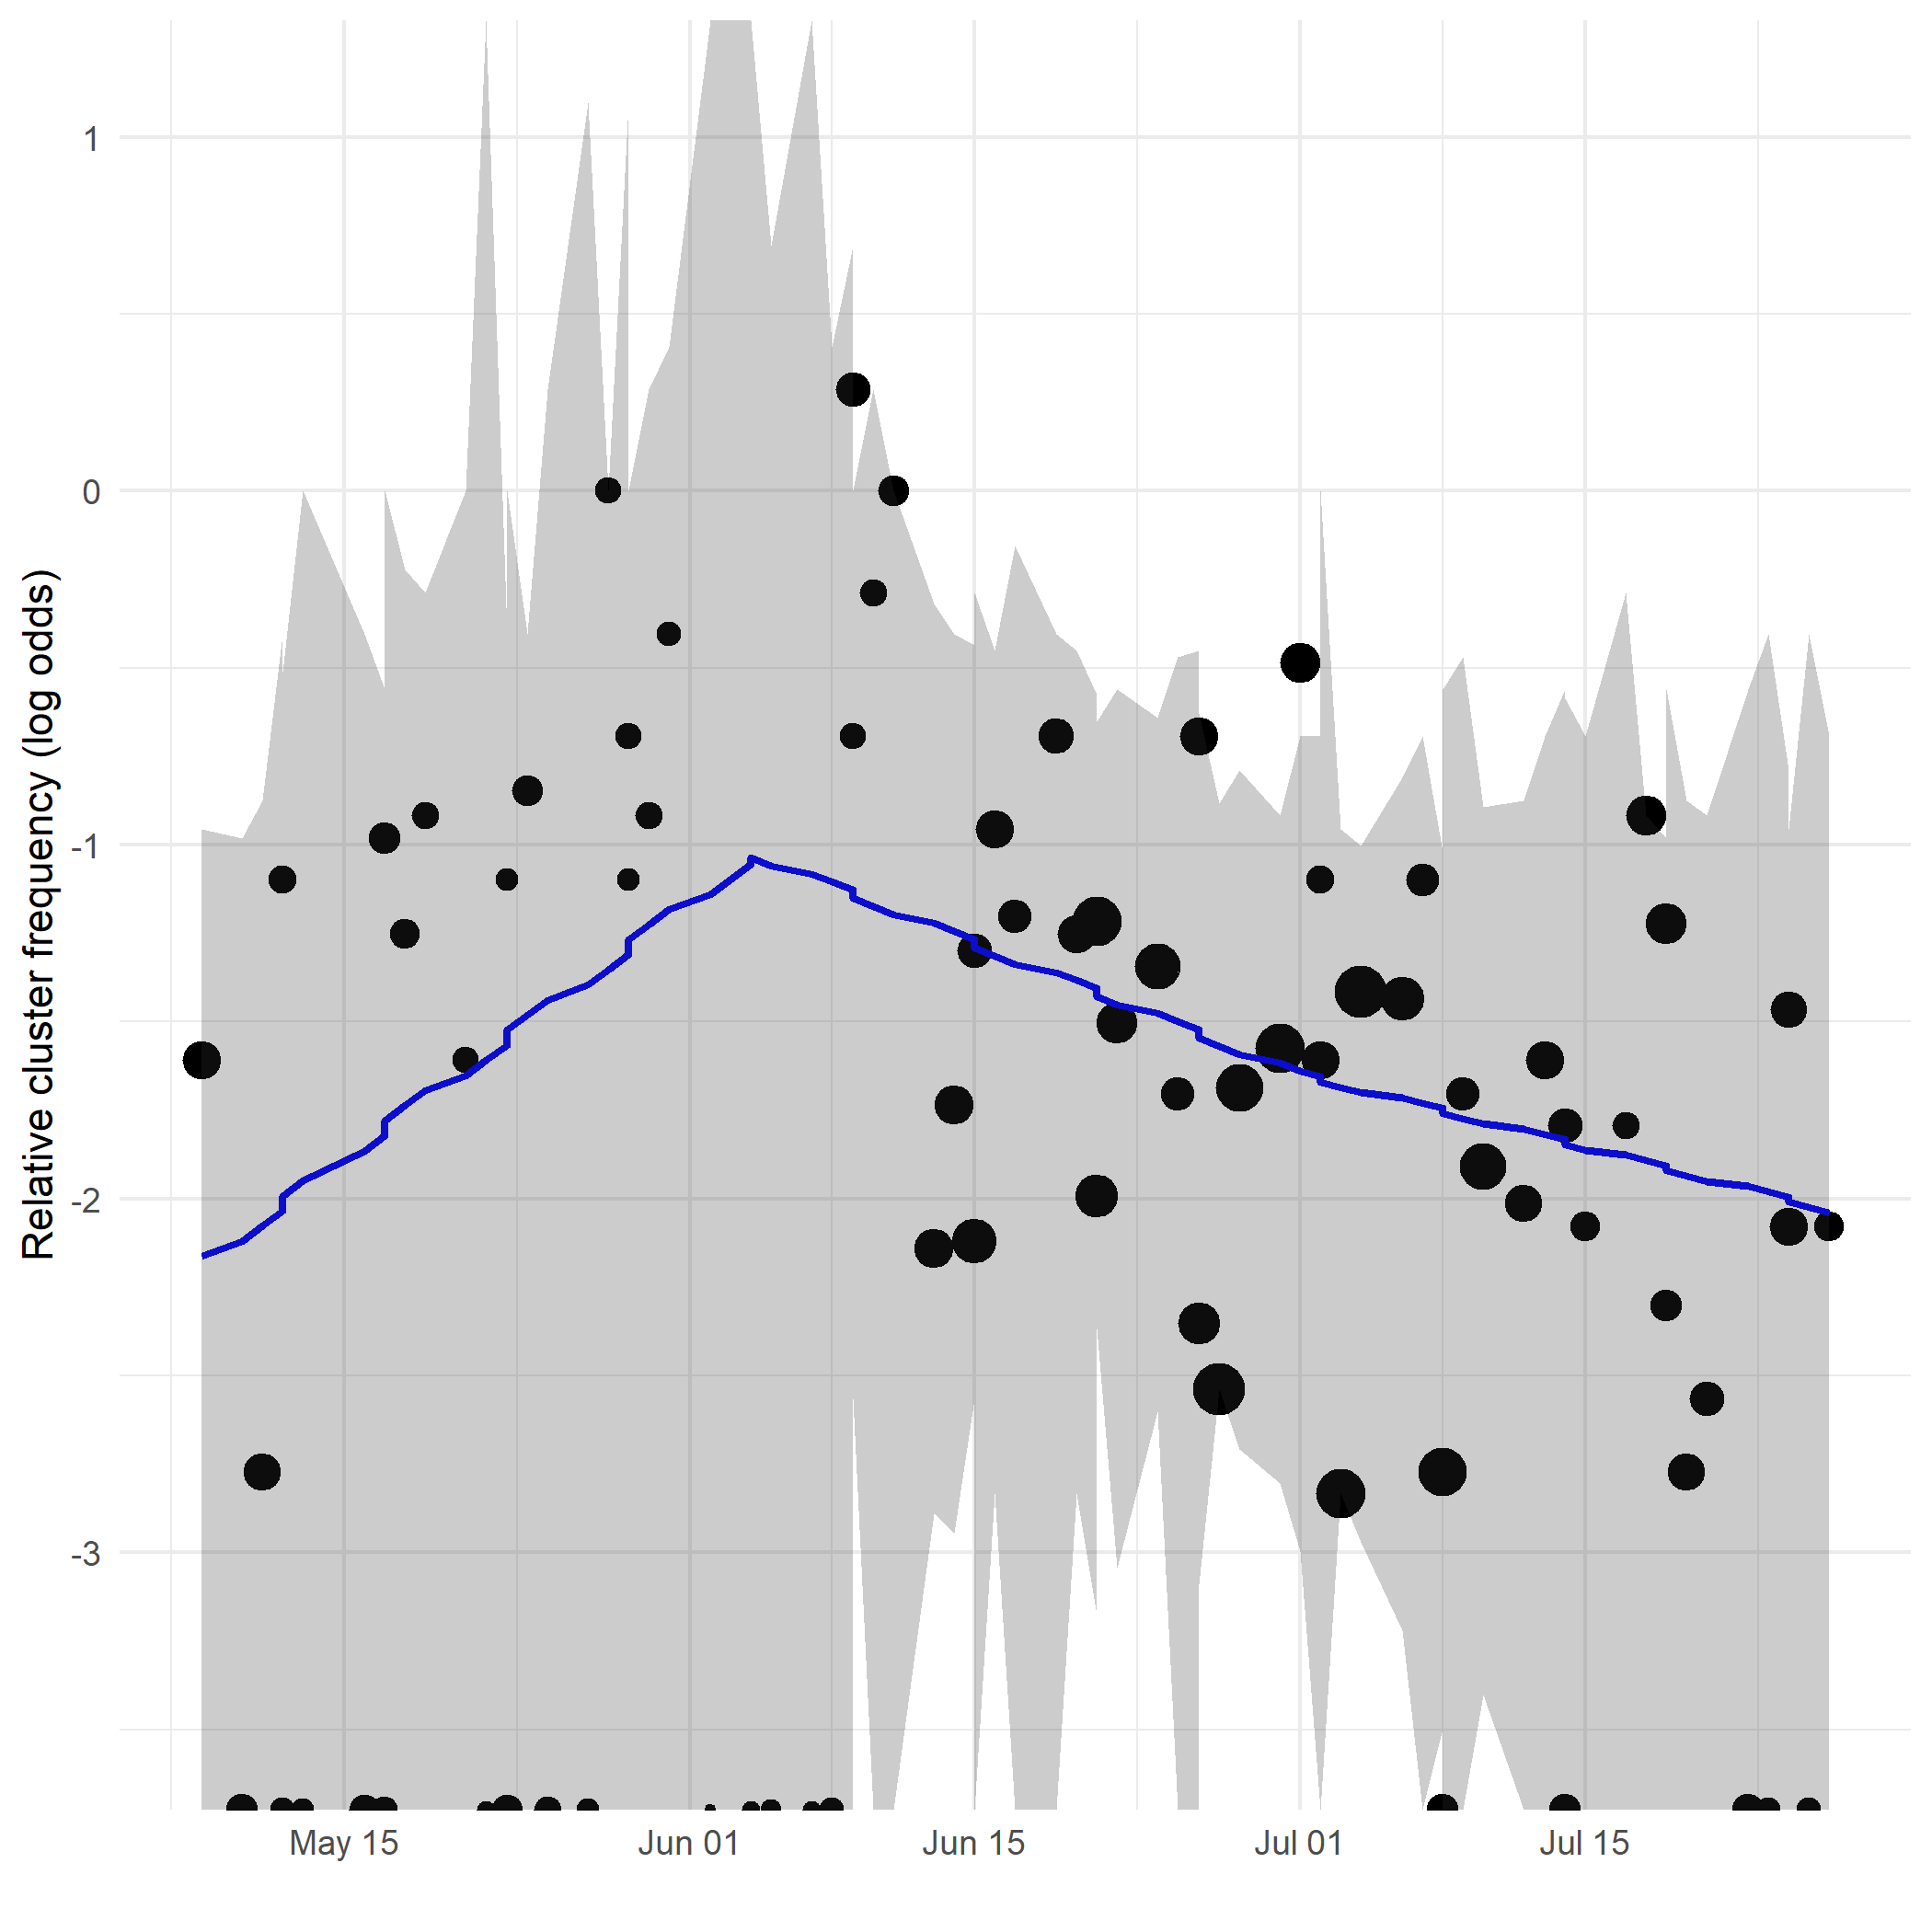 Relative cluster frequency (log odds)
1
0
-1
-2
-3
May 15
Jun 01
Jun 15
Jul 01
Jul 15